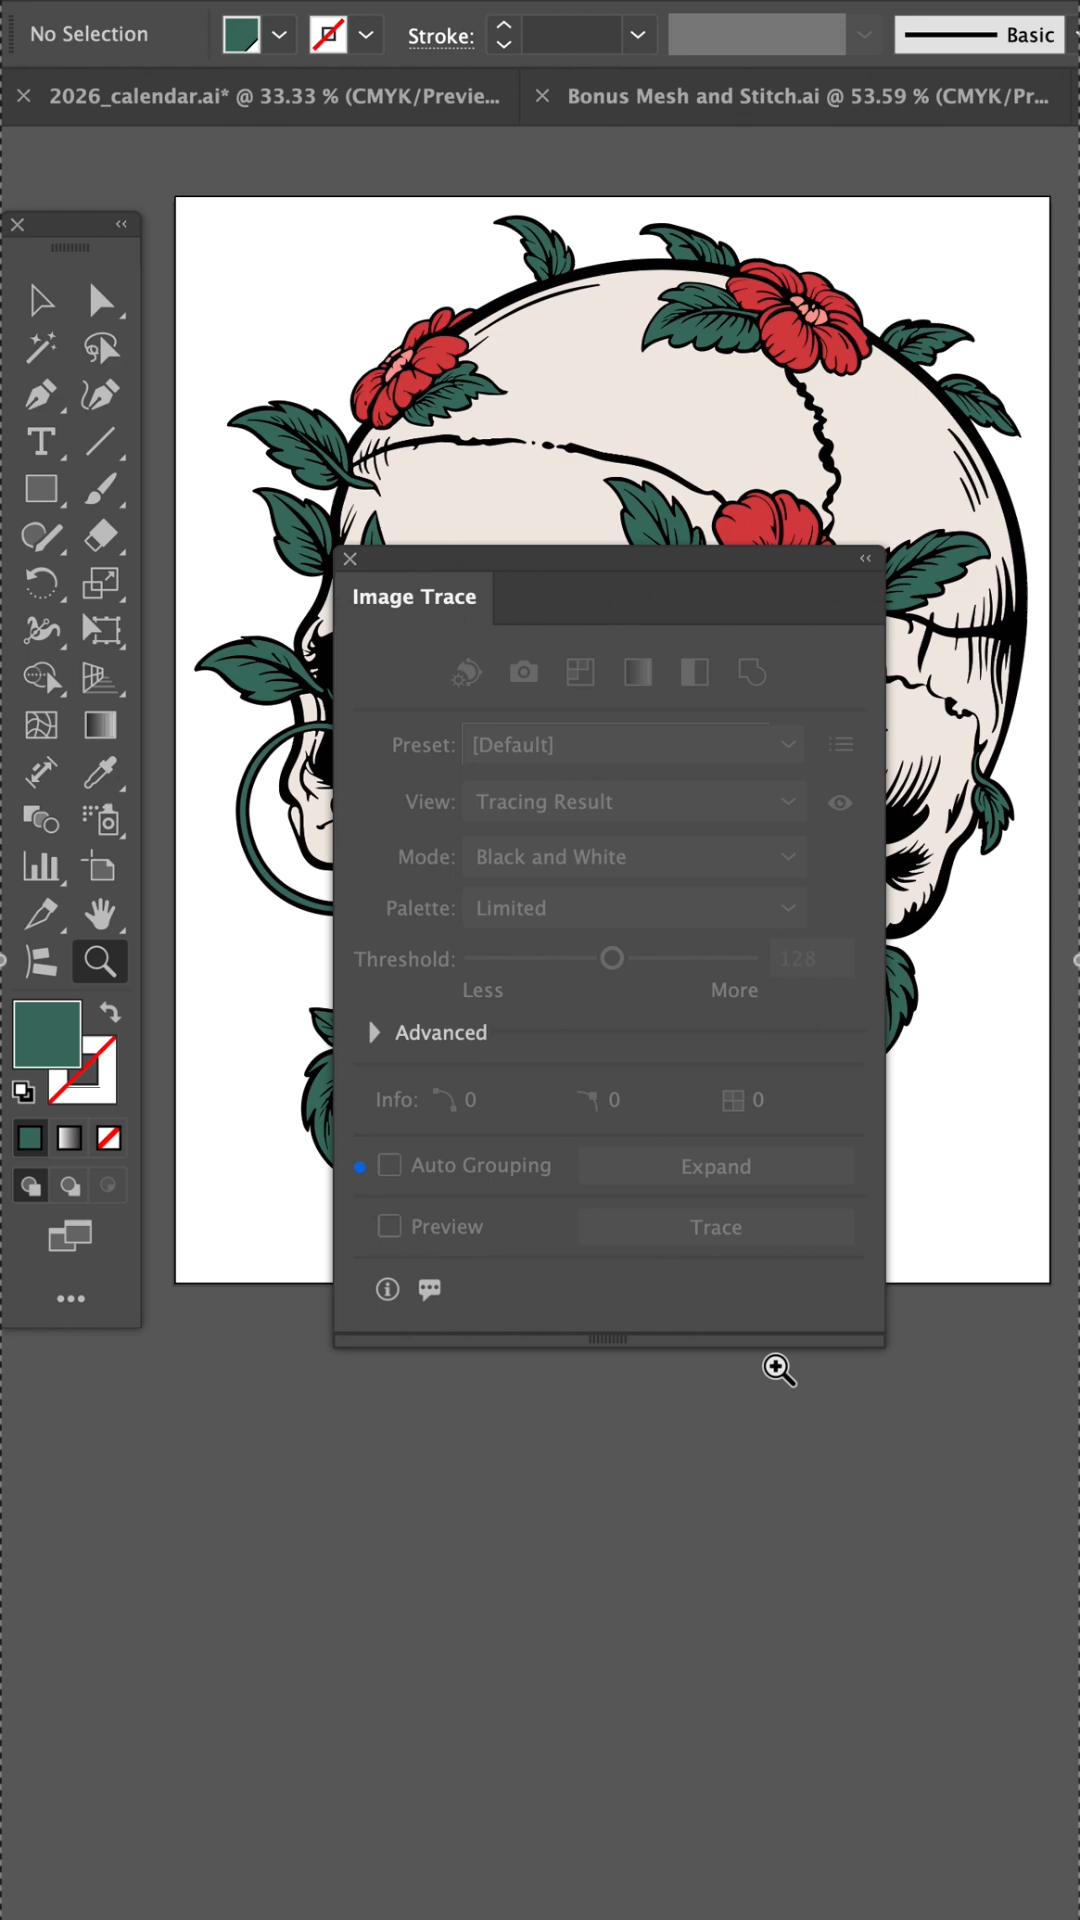 No Selection
Stroke:
Basic
2026_calendar.ai* @ 33.33 % (CMYK/Previe...
Bonus Mesh and Stitch.ai @ 53.59 % (CMYK/Pr...
Image Trace
Preset: [Default]
View: Tracing Result
Mode: Black and White
Palette: Limited
Threshold: 128
Less More
Advanced
Info: 0 0 0
Auto Grouping Expand
Preview Trace